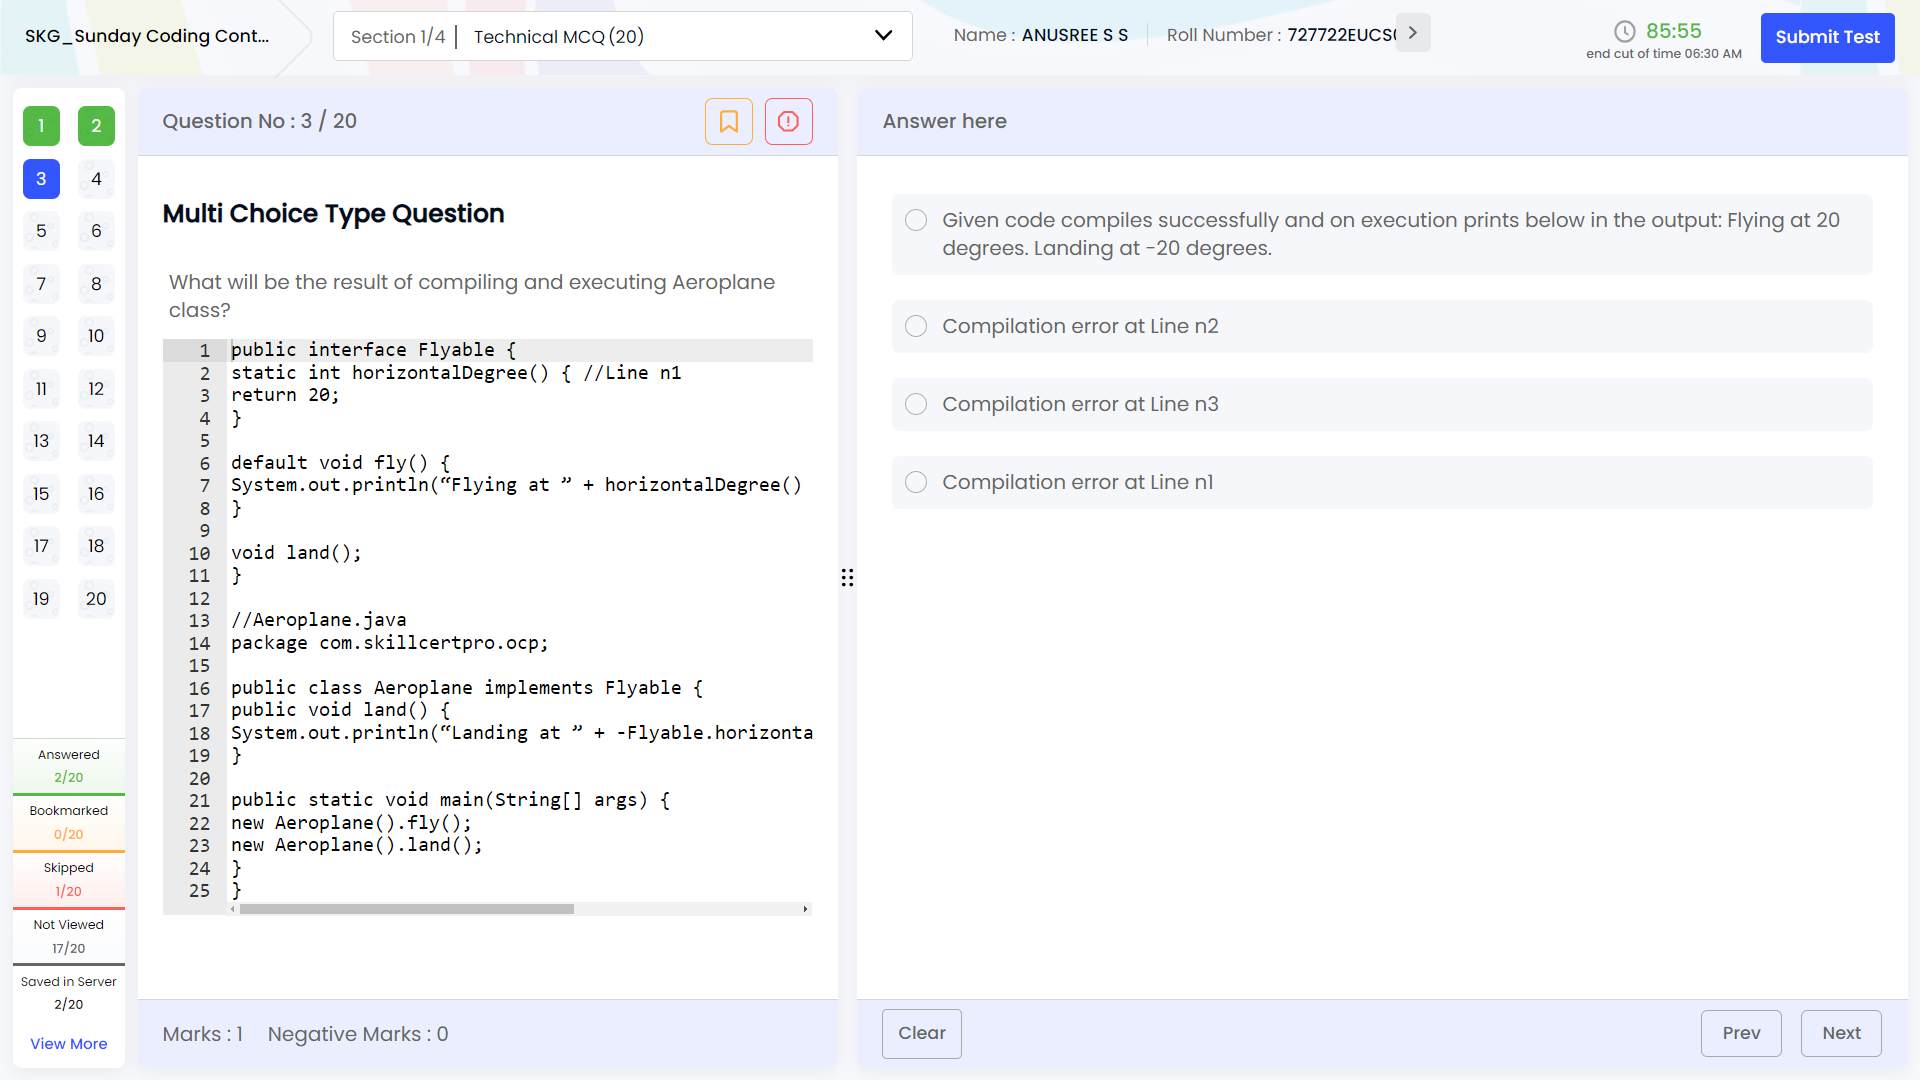 SKG_Sunday Coding Cont...
Section 1/4 | Technical MCQ (20)
Name : ANUSREE S S
Roll Number : 727722EUCS
85:55
end cut of time 06:30 AM
Submit Test
1 2
3 4
5 6
7 8
9 10
11 12
13 14
15 16
17 18
19 20
Answered
2/20
Bookmarked
0/20
Skipped
1/20
Not Viewed
17/20
Saved in Server
2/20
View More
Question No : 3 / 20
Multi Choice Type Question
What will be the result of compiling and executing Aeroplane
class?
1 public interface Flyable {
2 static int horizontalDegree() { //Line n1
3 return 20;
4 }
5
6 default void fly() {
7 System.out.println(“Flying at ” + horizontalDegree()
8 }
9
10 void land();
11 }
12
13 //Aeroplane.java
14 package com.skillcertpro.ocp;
15
16 public class Aeroplane implements Flyable {
17 public void land() {
18 System.out.println(“Landing at ” + -Flyable.horizonta
19 }
20
21 public static void main(String[] args) {
22 new Aeroplane().fly();
23 new Aeroplane().land();
24 }
25 }
Marks : 1 Negative Marks : 0
Answer here
Given code compiles successfully and on execution prints below in the output: Flying at 20
degrees. Landing at -20 degrees.
Compilation error at Line n2
Compilation error at Line n3
Compilation error at Line n1
Clear
Prev
Next